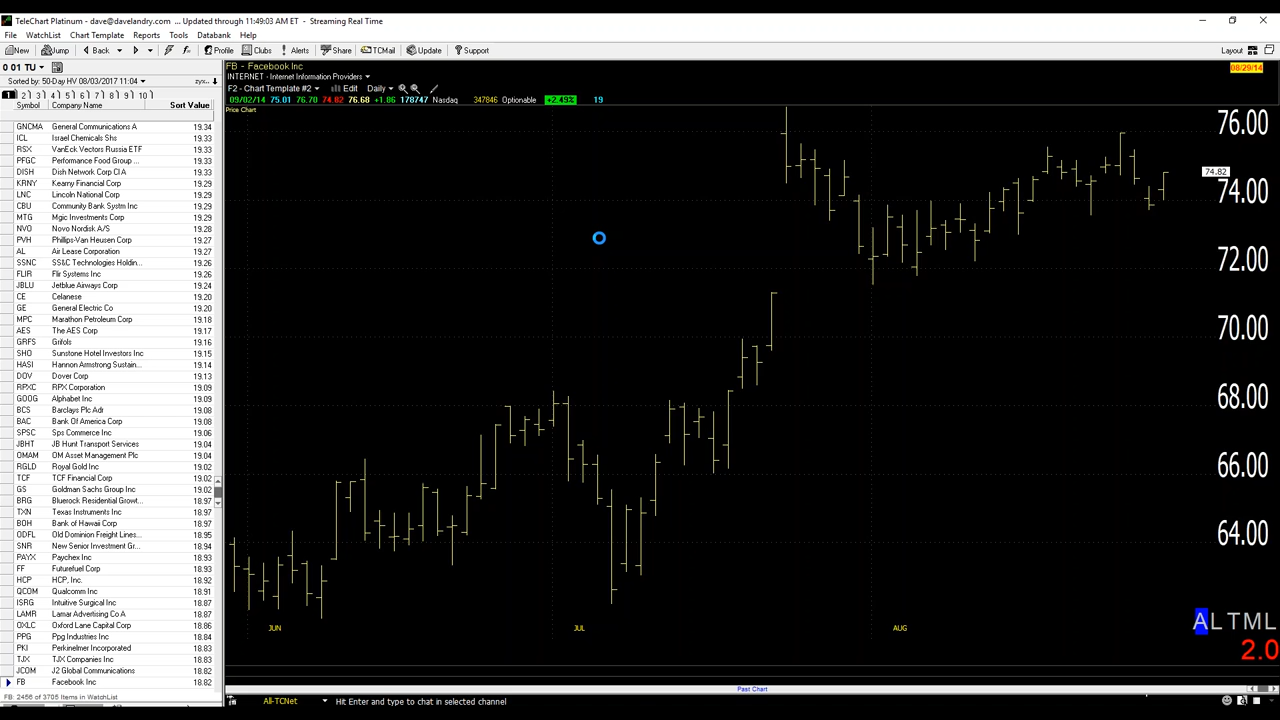 TeleChart Platinum - dave@davelandry.com ... Updated through 11:49:03 AM ET - Streaming Real Time
File WatchList Chart Template Reports Tools Databank Help
New Jump Back Profile Clubs Alerts Share TCMail Update Support Layout
0 01 TU
Sorted by: 50-Day HV 08/03/2017 11:04
1 2 3 4 5 6 7 8 9 10
Symbol Company Name Sort Value
GNCMA General Communications A 19.34
ICL Israel Chemicals Shs 19.33
RSX VanEck Vectors Russia ETF 19.33
PFGC Performance Food Group ... 19.33
DISH Dish Network Corp Cl A 19.33
KRNY Kearny Financial Corp 19.29
LNC Lincoln National Corp 19.29
CBU Community Bank Systm Inc 19.29
MTG Mgic Investments Corp 19.29
NVO Novo Nordisk A/S 19.28
PVH Phillips-Van Heusen Corp 19.27
AL Air Lease Corporation 19.27
SSNC SS&C Technologies Holdin... 19.26
FLIR Flir Systems Inc 19.26
JBLU Jetblue Airways Corp 19.24
CE Celanese 19.20
GE General Electric Co 19.20
MPC Marathon Petroleum Corp 19.18
AES The AES Corp 19.17
GRFS Grifols 19.16
SHO Sunstone Hotel Investors Inc 19.15
HASI Hannon Armstrong Sustain... 19.14
DOV Dover Corp 19.13
RPXC RPX Corporation 19.09
GOOG Alphabet Inc 19.09
BCS Barclays Plc Adr 19.08
BAC Bank Of America Corp 19.08
SPSC Sps Commerce Inc 19.06
JBHT JB Hunt Transport Services 19.04
OMAM OM Asset Management Plc 19.04
RGLD Royal Gold Inc 19.02
TCF TCF Financial Corp 19.02
GS Goldman Sachs Group Inc 19.02
BRG Bluerock Residential Growt... 18.97
TXN Texas Instruments Inc 18.97
BOH Bank of Hawaii Corp 18.97
ODFL Old Dominion Freight Lines... 18.95
SNR New Senior Investment Gr... 18.94
PAYX Paychex Inc 18.93
FF Futurefuel Corp 18.93
HCP HCP, Inc. 18.92
QCOM Qualcomm Inc 18.91
ISRG Intuitive Surgical Inc 18.87
LAMR Lamar Advertising Co A 18.87
OXLC Oxford Lane Capital Corp 18.86
PPG Ppg Industries Inc 18.84
PKI Perkinelmer Incorporated 18.83
TJX TJX Companies Inc 18.83
JCOM J2 Global Communications 18.82
FB Facebook Inc 18.82
FB: 2456 of 3705 Items in WatchList
FB - Facebook Inc 08/29/14
INTERNET - Internet Information Providers
F2 - Chart Template #2 Edit Daily
09/02/14 75.01 76.70 74.82 76.68 +1.86 178747 Nasdaq 347846 Optionable +2.49% 19
Price Chart
76.00
74.82
74.00
72.00
70.00
68.00
66.00
64.00
ALTML
JUN JUL AUG
2.0
Past Chart
All-TCNet Hit Enter and type to chat in selected channel